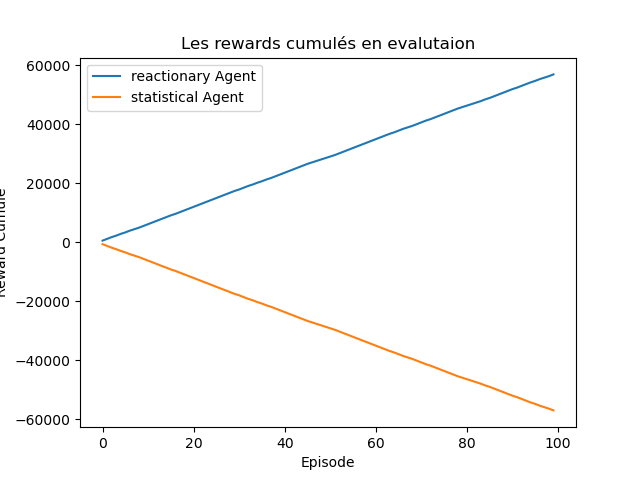 Les rewards cumulés en evalutaion
reactionary Agent
statistical Agent
60000
40000
20000
0
−20000
−40000
−60000
Reward Cumulé
0 20 40 60 80 100
Episode